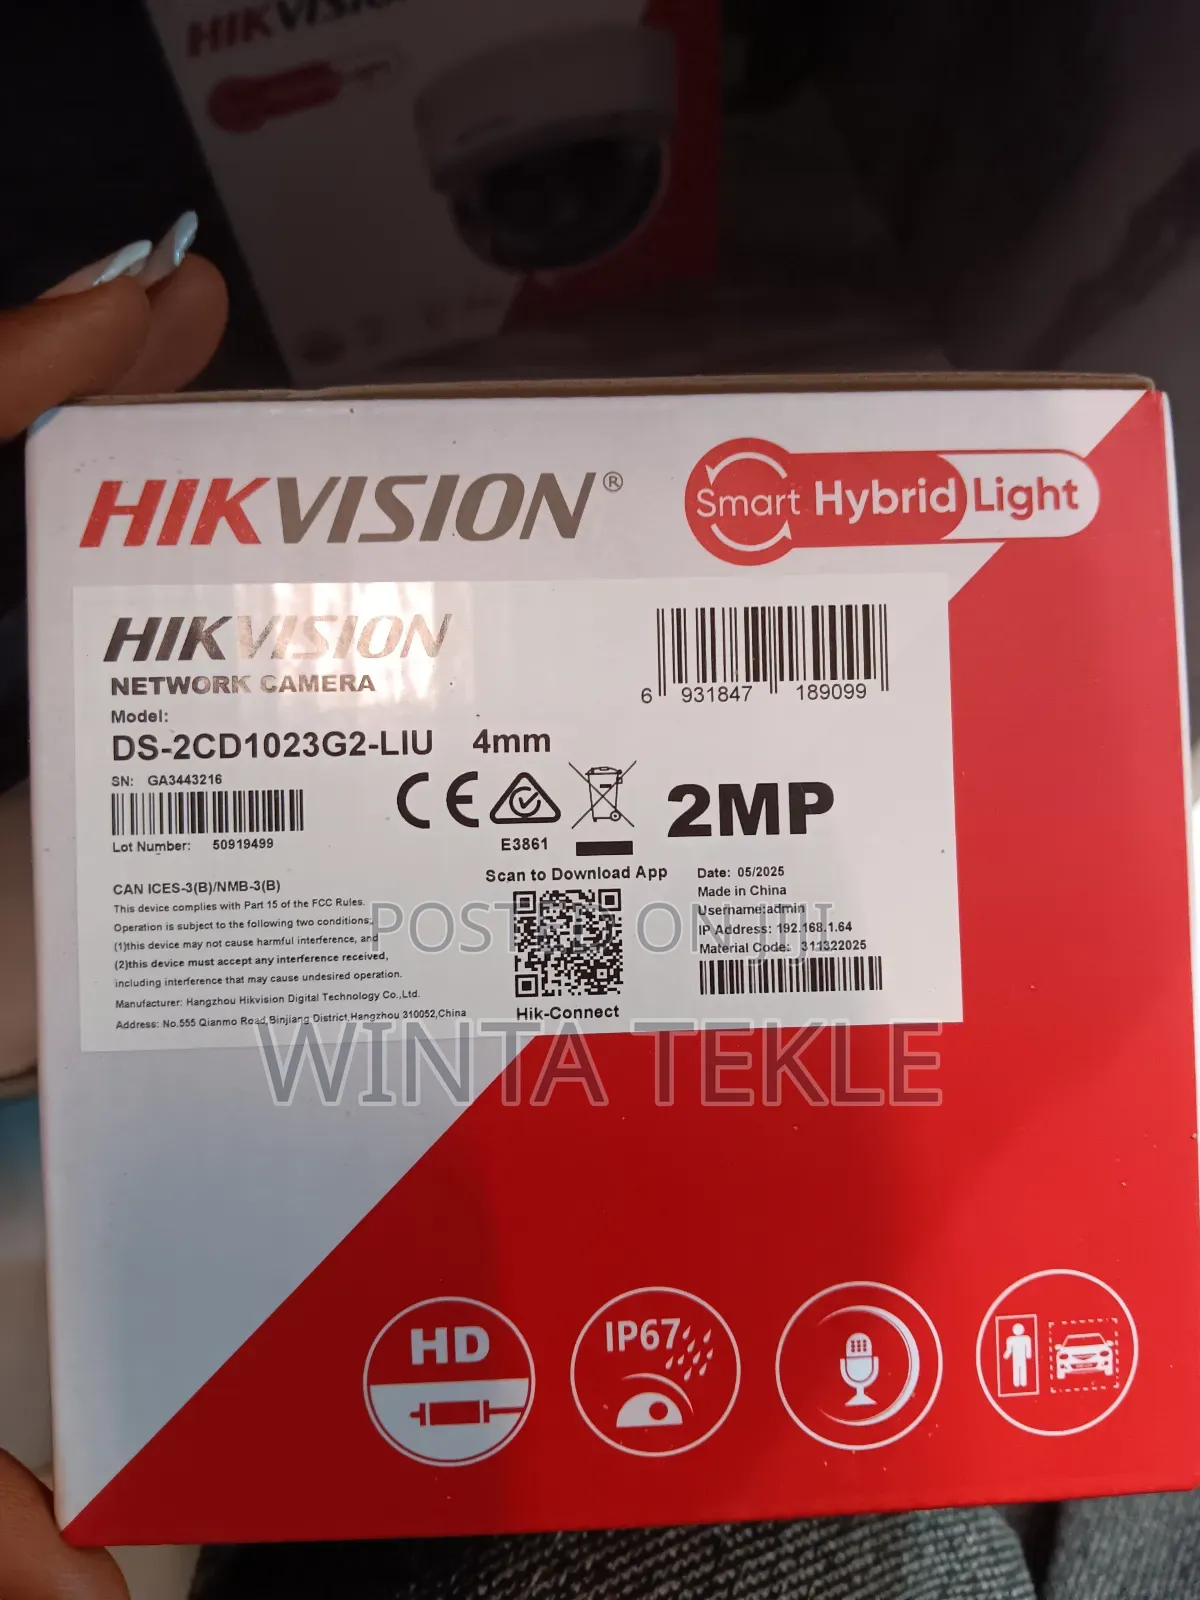 HIKVISION
HIKVISION®
Smart Hybrid Light
HIKVISION
NETWORK CAMERA
Model:
DS-2CD1023G2-LIU 4mm
SN: GA3443216
Lot Number: 50919499
6 931847 189099
E3861
2MP
CAN ICES-3(B)/NMB-3(B)
This device complies with Part 15 of the FCC Rules.
Operation is subject to the following two conditions;
(1)this device may not cause harmful interference, and
(2)this device must accept any interference received,
including interference that may cause undesired operation.
Manufacturer: Hangzhou Hikvision Digital Technology Co.,Ltd.
Address: No.555 Qianmo Road,Binjiang District,Hangzhou 310052,China
Scan to Download App
Hik-Connect
Date: 05/2025
Made in China
Username:admin
IP Address: 192.168.1.64
Material Code: 311322025
POSTED ON JIJI
WINTA TEKLE
HD
IP67